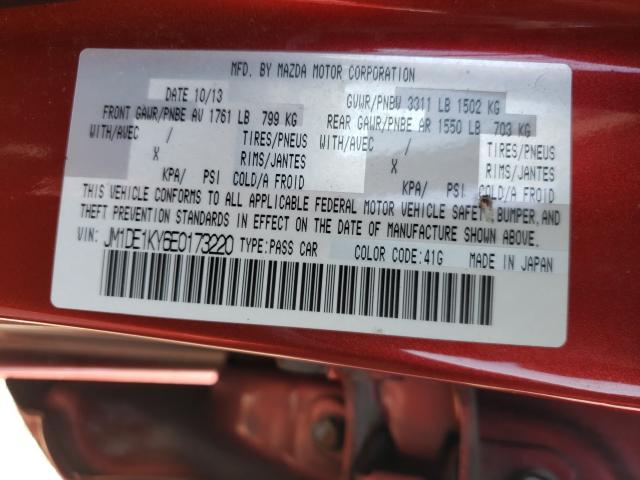 MFD. BY MAZDA MOTOR CORPORATION
DATE 10/13 GVWR/PNBV 3311 LB 1502 KG
FRONT GAWR/PNBE AV 1761 LB 799 KG REAR GAWR/PNBE AR 1550 LB 703 KG
WITH/AVEC / TIRES/PNEUS WITH/AVEC / TIRES/PNEUS
X RIMS/JANTES X RIMS/JANTES
KPA/ PSI COLD/A FROID KPA/ PSI COLD/A FROID
THIS VEHICLE CONFORMS TO ALL APPLICABLE FEDERAL MOTOR VEHICLE SAFETY, BUMPER, AND
THEFT PREVENTION STANDARDS IN EFFECT ON THE DATE OF MANUFACTURE SHOWN ABOVE.
VIN: JM1DE1KY6E0173220 TYPE:PASS CAR COLOR CODE:41G MADE IN JAPAN